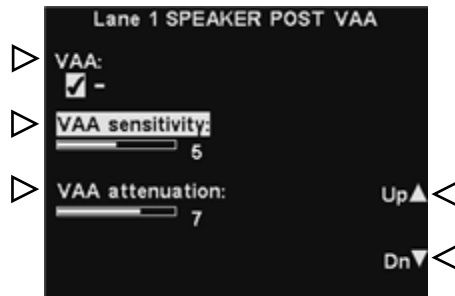 Lane 1 SPEAKER POST VAA
VAA:
✓ -
VAA sensitivity:
5
VAA attenuation:
7
Up▲
Dn▼